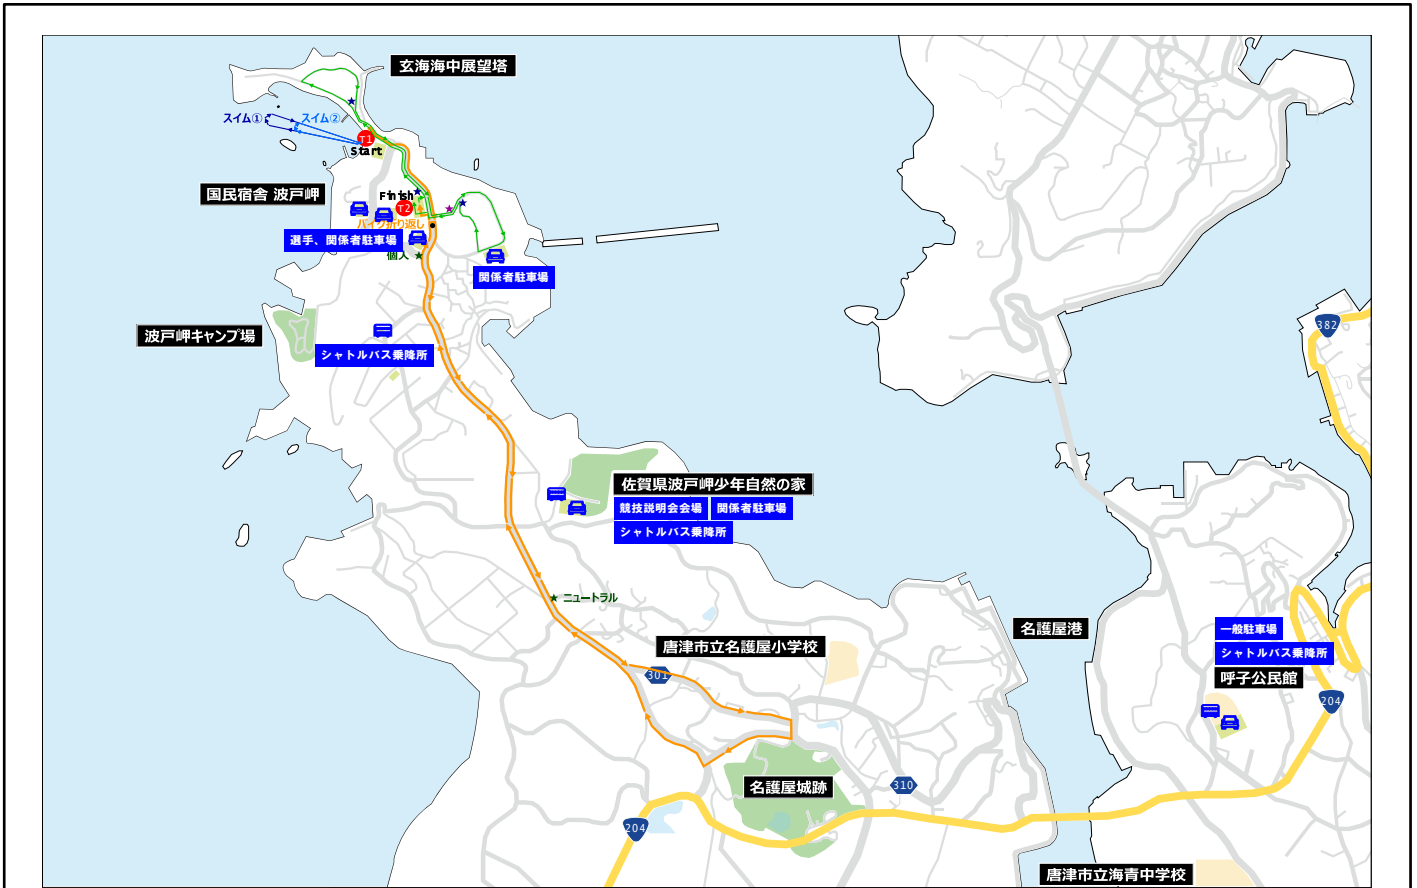 玄海海中展望塔
スイム①
スイム②
T1
Start
国民宿舎 波戸岬
Finish
T2
バイク折り返し
選手、関係者駐車場
個人
関係者駐車場
波戸岬キャンプ場
シャトルバス乗降所
382
佐賀県波戸岬少年自然の家
競技説明会会場
関係者駐車場
シャトルバス乗降所
ニュートラル
名護屋港
一般駐車場
シャトルバス乗降所
呼子公民館
唐津市立名護屋小学校
301
204
名護屋城跡
310
204
唐津市立海青中学校